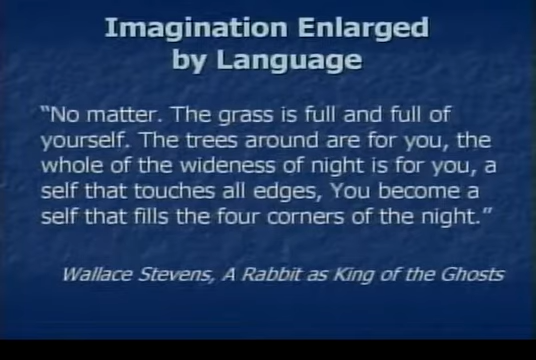 Imagination Enlarged
by Language
“No matter. The grass is full and full of
yourself. The trees around are for you, the
whole of the wideness of night is for you, a
self that touches all edges, You become a
self that fills the four corners of the night.”
Wallace Stevens, A Rabbit as King of the Ghosts